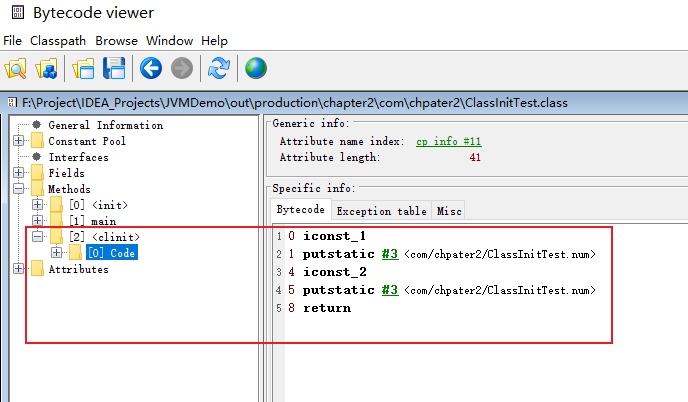 Bytecode viewer
File Classpath Browse Window Help
F:\Project\IDEA_Projects\JVMDemo\out\production\chapter2\com\chpater2\ClassInitTest.class
General Information
Constant Pool
Interfaces
Fields
Methods
[0] <init>
[1] main
[2] <clinit>
[0] Code
Attributes
Generic info:
Attribute name index: cp info #11
Attribute length: 41
Specific info:
Bytecode Exception table Misc
1 0 iconst_1
2 1 putstatic #3 <com/chpater2/ClassInitTest.num>
3 4 iconst_2
4 5 putstatic #3 <com/chpater2/ClassInitTest.num>
5 8 return